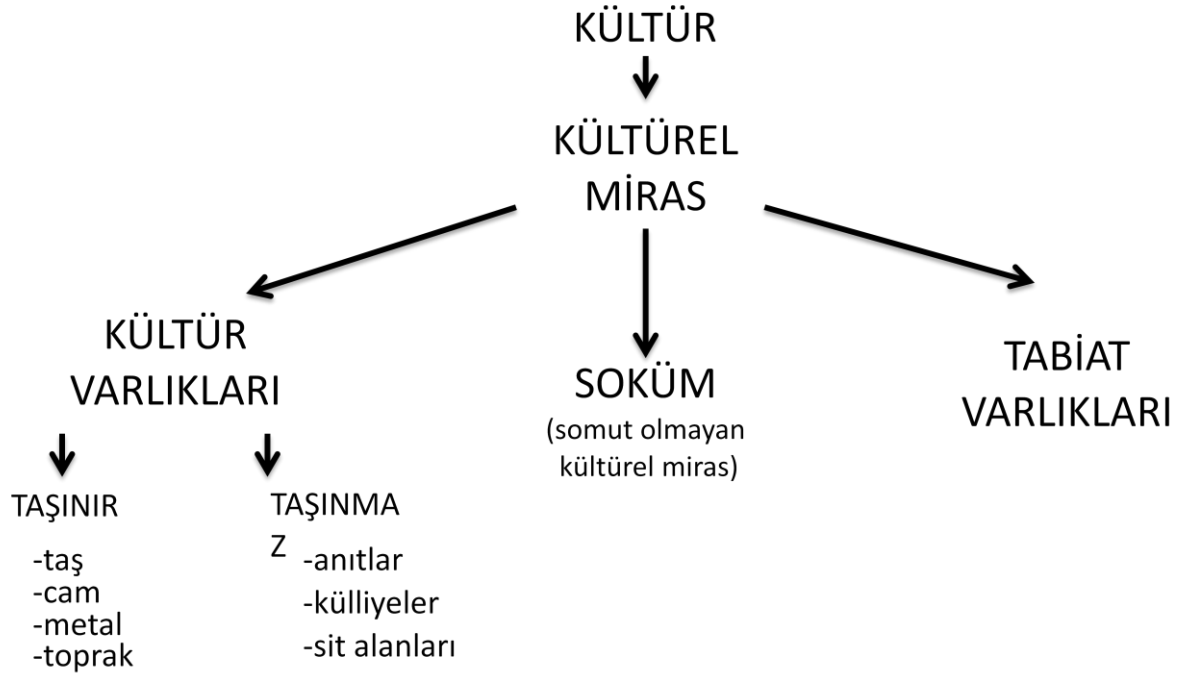 KÜLTÜR
KÜLTÜREL
MİRAS
KÜLTÜR
VARLIKLARI
SOKÜM
(somut olmayan
kültürel miras)
TABİAT
VARLIKLARI
TAŞINIR
-taş
-cam
-metal
-toprak
TAŞINMA
Z
-anıtlar
-külliyeler
-sit alanları